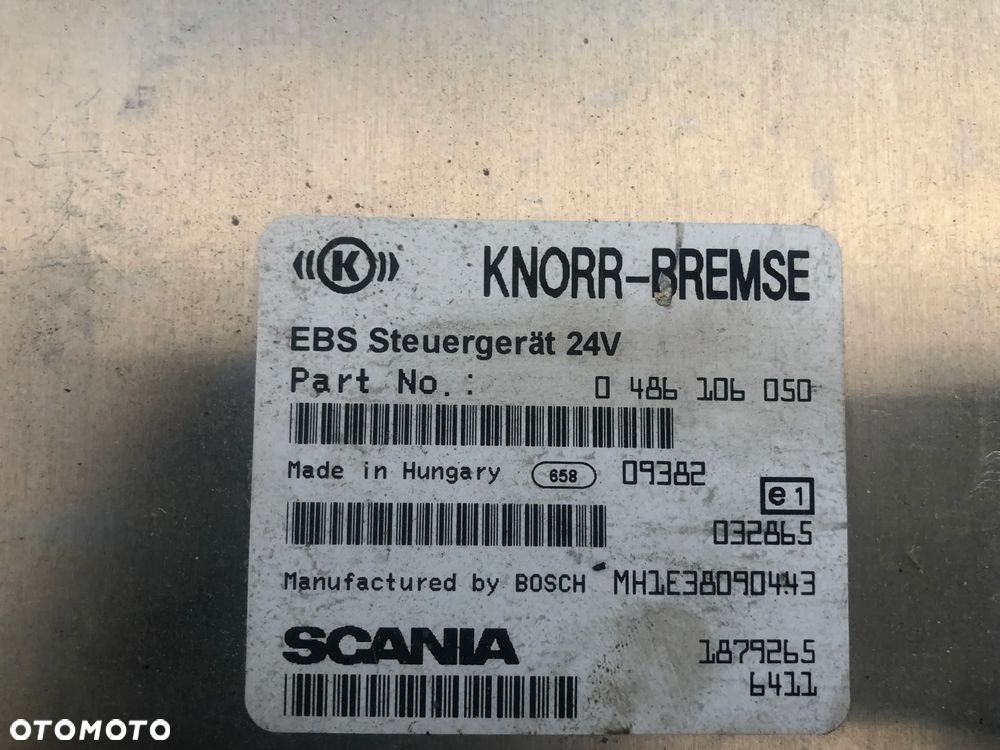 K KNORR-BREMSE
EBS Steuergerät 24V
Part No.: 0 486 106 050
Made in Hungary 658 09382
e1
032865
Manufactured by BOSCH MH1E38090443
SCANIA 1879265
6411
OTOMOTO